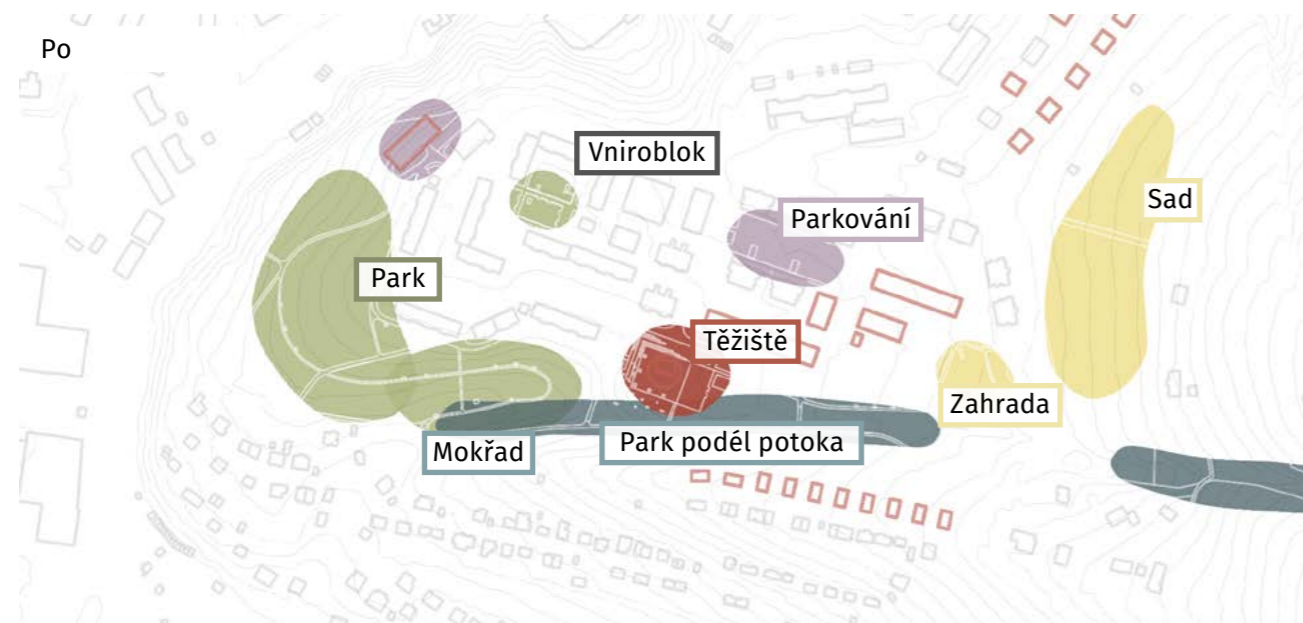 Po
Vniroblok
Parkování
Sad
Park
Těžiště
Zahrada
Mokřad
Park podél potoka